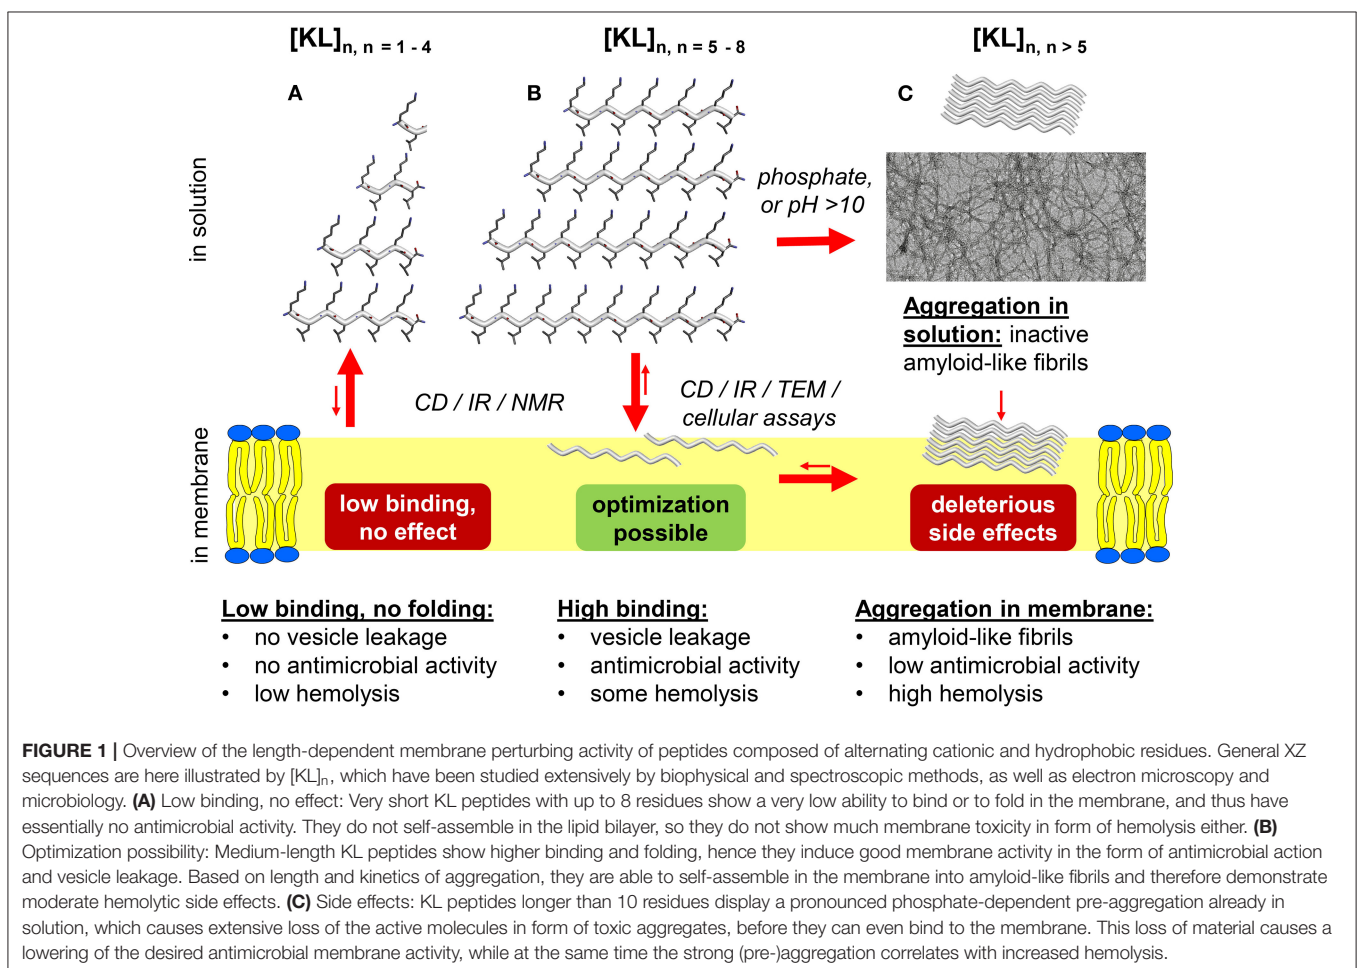 [KL]n, n = 1 - 4
[KL]n, n = 5 - 8
[KL]n, n > 5
A
B
C
in solution
phosphate,
or pH >10
Aggregation in
solution: inactive
amyloid-like fibrils
CD / IR / NMR
CD / IR / TEM /
cellular assays
in membrane
low binding,
no effect
optimization
possible
deleterious
side effects
Low binding, no folding:
• no vesicle leakage
• no antimicrobial activity
• low hemolysis
High binding:
• vesicle leakage
• antimicrobial activity
• some hemolysis
Aggregation in membrane:
• amyloid-like fibrils
• low antimicrobial activity
• high hemolysis
FIGURE 1 | Overview of the length-dependent membrane perturbing activity of peptides composed of alternating cationic and hydrophobic residues. General XZ
sequences are here illustrated by [KL]n, which have been studied extensively by biophysical and spectroscopic methods, as well as electron microscopy and
microbiology. (A) Low binding, no effect: Very short KL peptides with up to 8 residues show a very low ability to bind or to fold in the membrane, and thus have
essentially no antimicrobial activity. They do not self-assemble in the lipid bilayer, so they do not show much membrane toxicity in form of hemolysis either. (B)
Optimization possibility: Medium-length KL peptides show higher binding and folding, hence they induce good membrane activity in the form of antimicrobial action
and vesicle leakage. Based on length and kinetics of aggregation, they are able to self-assemble in the membrane into amyloid-like fibrils and therefore demonstrate
moderate hemolytic side effects. (C) Side effects: KL peptides longer than 10 residues display a pronounced phosphate-dependent pre-aggregation already in
solution, which causes extensive loss of the active molecules in form of toxic aggregates, before they can even bind to the membrane. This loss of material causes a
lowering of the desired antimicrobial membrane activity, while at the same time the strong (pre-)aggregation correlates with increased hemolysis.